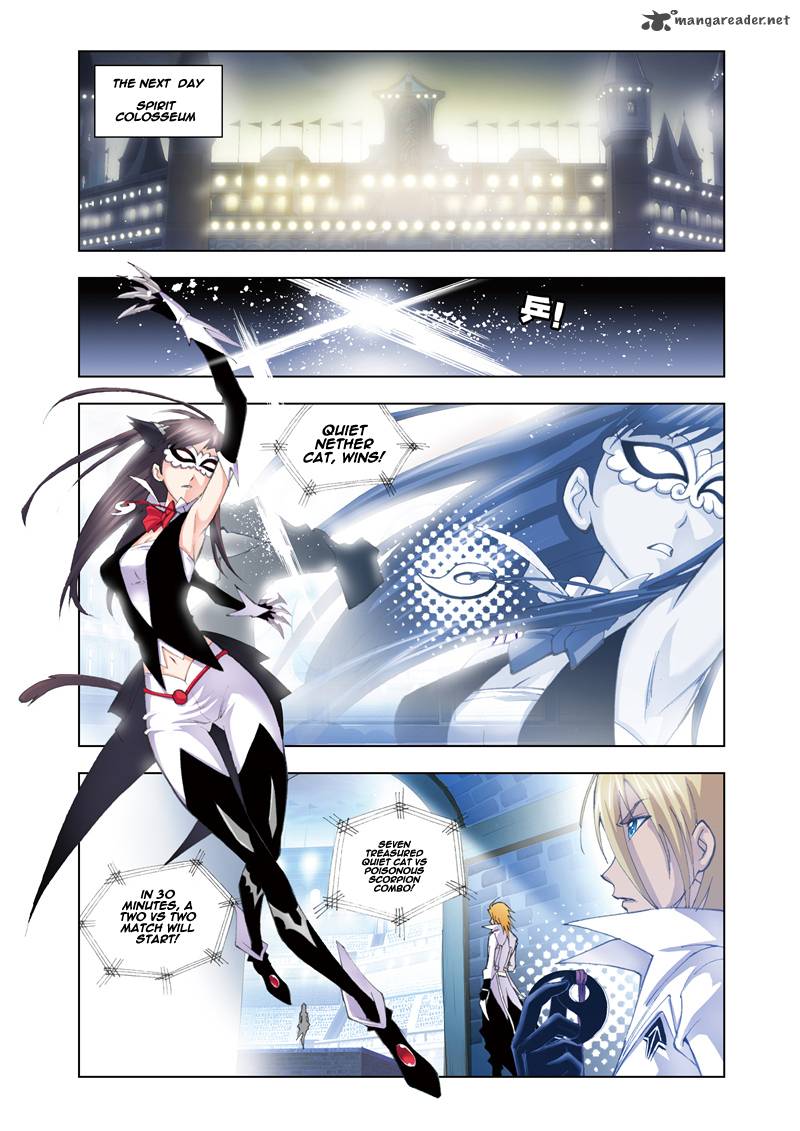 mangareader.net
THE NEXT DAY
SPIRIT
COLOSSEUM
乒!
QUIET
NETHER
CAT, WINS!
SEVEN
TREASURED
QUIET CAT VS
POISONOUS
SCORPION
COMBO!
IN 30
MINUTES, A
TWO VS TWO
MATCH WILL
START!